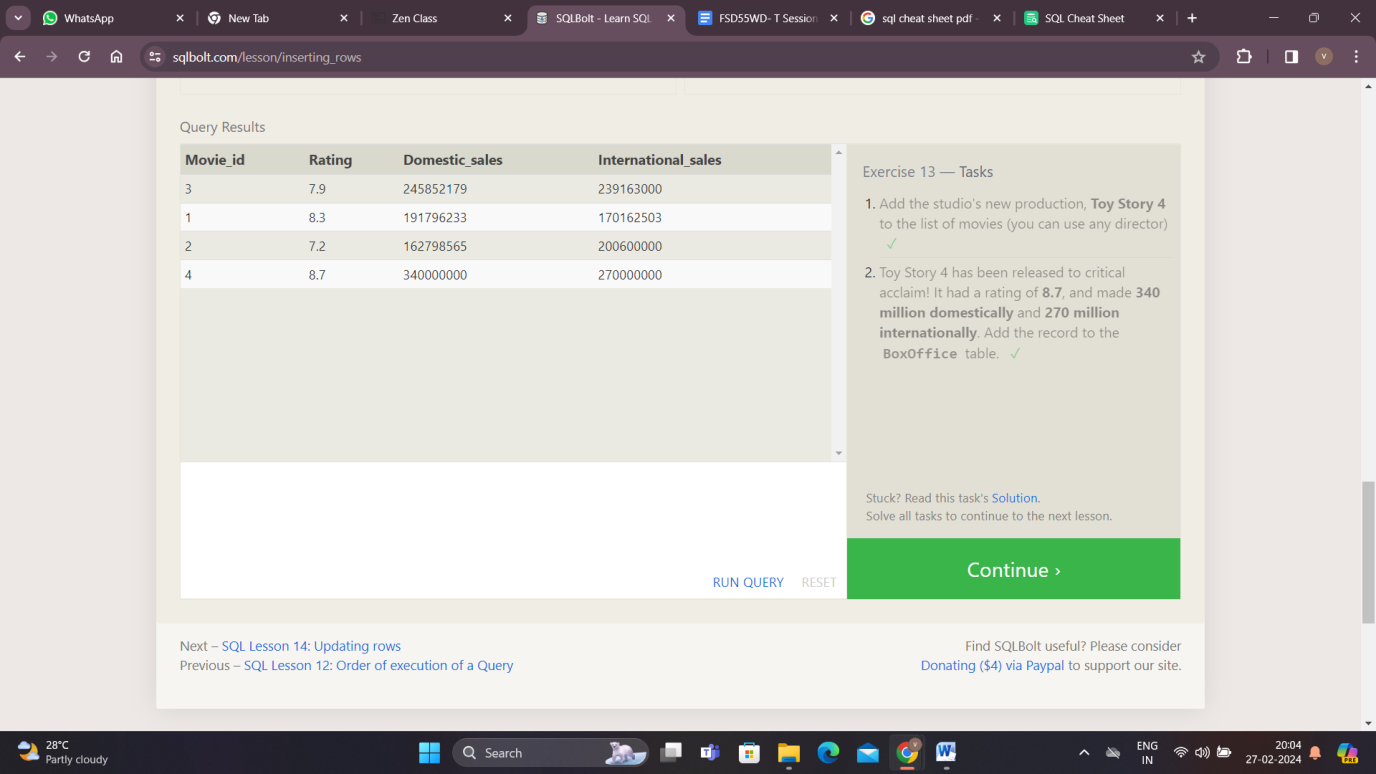 WhatsApp
New Tab
Zen Class
SQLBolt - Learn SQL
FSD55WD- T Session
sql cheat sheet pdf -
SQL Cheat Sheet
sqlbolt.com/lesson/inserting_rows
V
Query Results
Movie_id Rating Domestic_sales International_sales
3 7.9 245852179 239163000
1 8.3 191796233 170162503
2 7.2 162798565 200600000
4 8.7 340000000 270000000
RUN QUERY RESET
Exercise 13 — Tasks
1. Add the studio's new production, Toy Story 4
to the list of movies (you can use any director)
✓
2. Toy Story 4 has been released to critical
acclaim! It had a rating of 8.7, and made 340
million domestically and 270 million
internationally. Add the record to the
BoxOffice table. ✓
Stuck? Read this task's Solution.
Solve all tasks to continue to the next lesson.
Continue ›
Next – SQL Lesson 14: Updating rows
Previous – SQL Lesson 12: Order of execution of a Query
Find SQLBolt useful? Please consider
Donating ($4) via Paypal to support our site.
28°C
Partly cloudy
Search
ENG
IN
20:04
27-02-2024
PRE